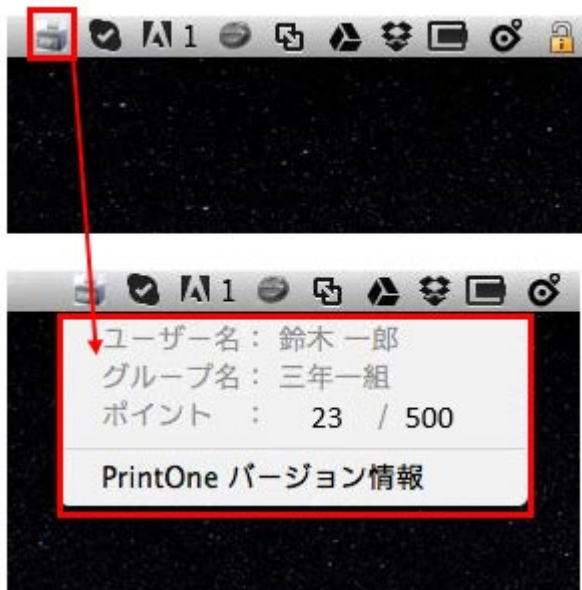 1
1
ユーザー名： 鈴木 一郎
グループ名： 三年一組
ポイント ： 23 / 500
PrintOne バージョン情報